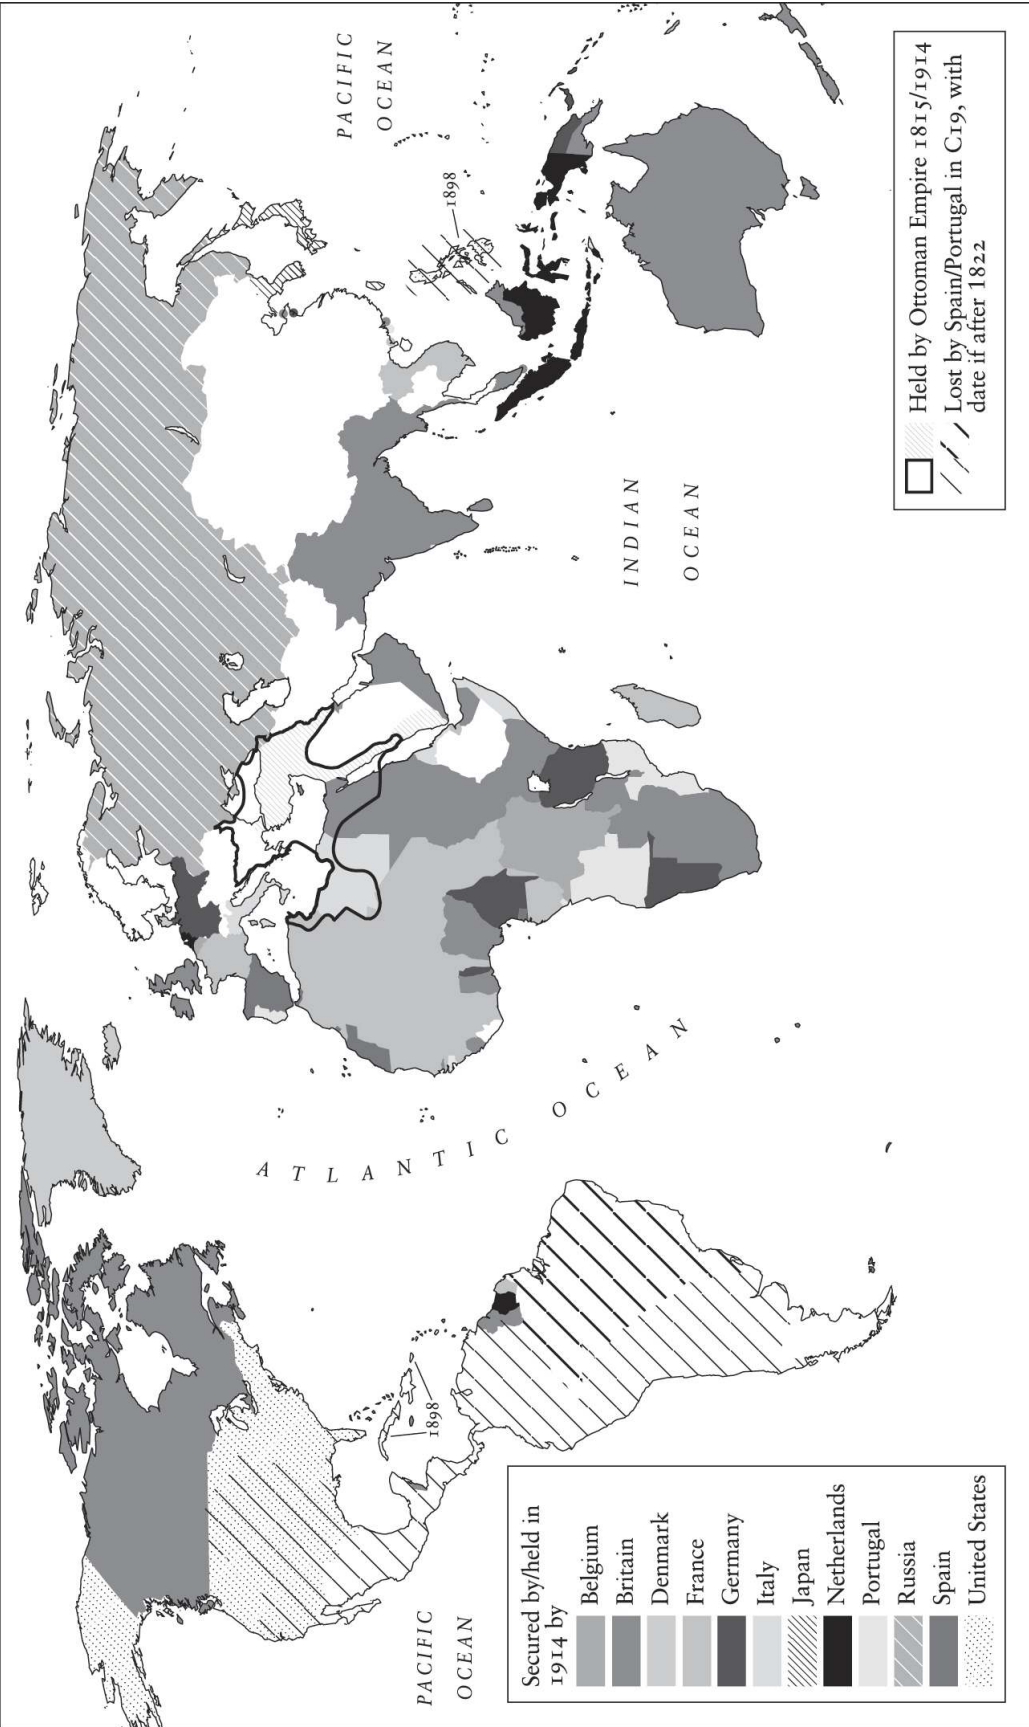 PACIFIC
OCEAN
ATLANTIC OCEAN
INDIAN
OCEAN
PACIFIC
OCEAN
1898
1898
Secured by/held in
1914 by
Belgium
Britain
Denmark
France
Germany
Italy
Japan
Netherlands
Portugal
Russia
Spain
United States
Held by Ottoman Empire 1815/1914
Lost by Spain/Portugal in C19, with
date if after 1822